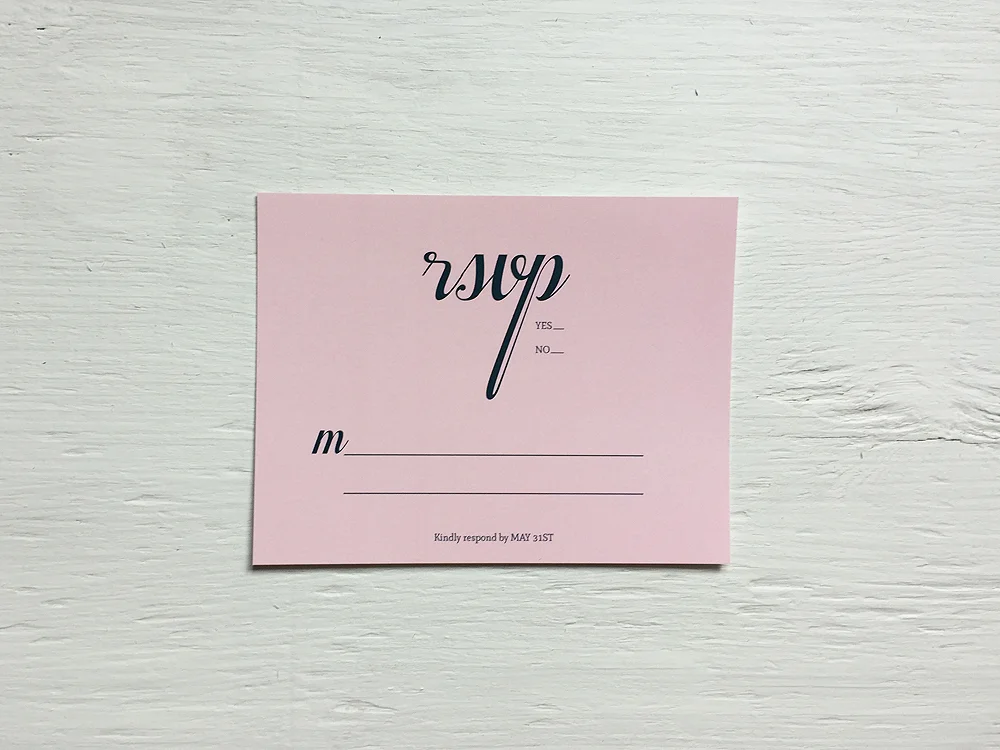 rsvp
YES__
NO__
m
Kindly respond by MAY 31ST